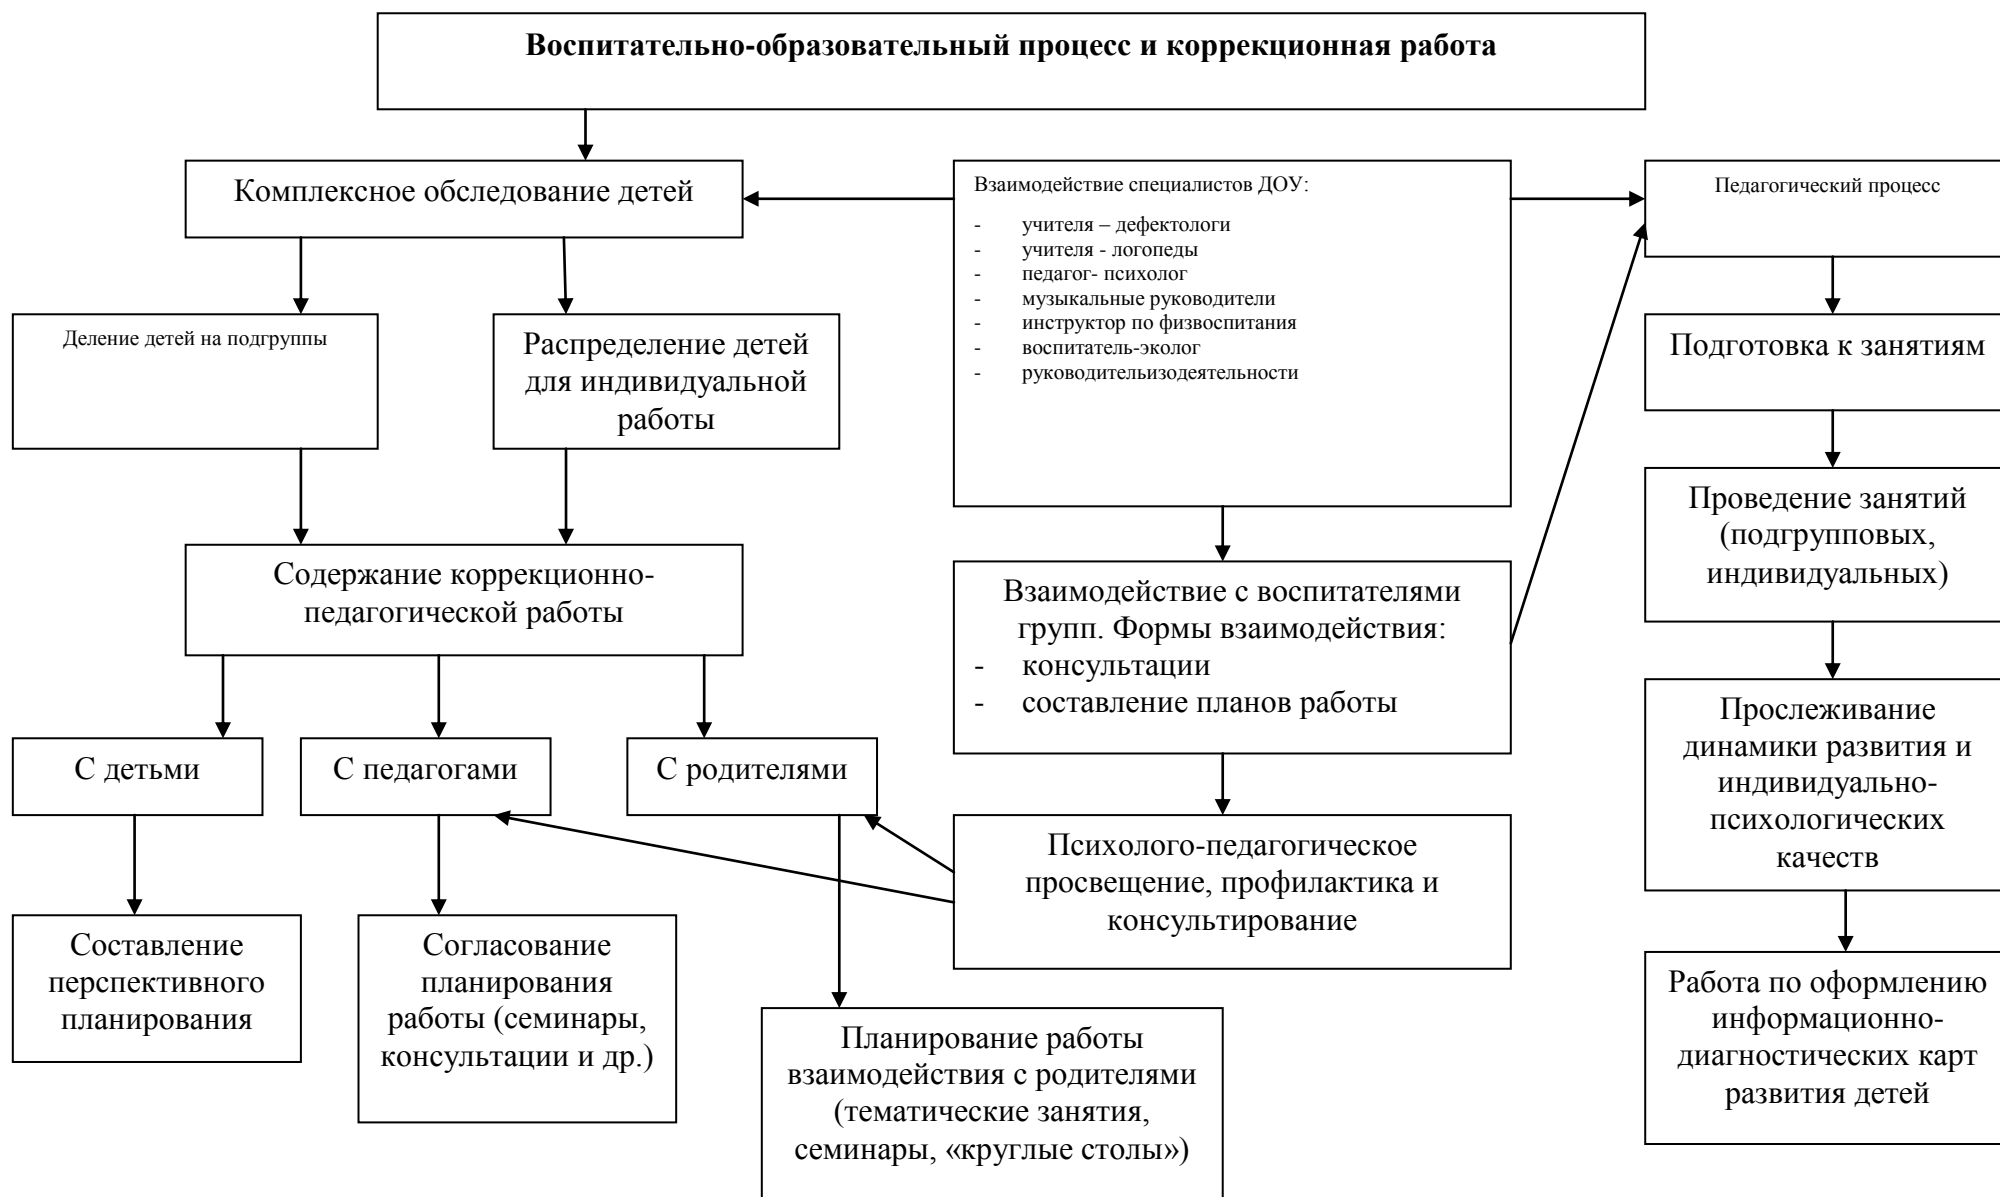 Воспитательно-образовательный процесс и коррекционная работа
Комплексное обследование детей
Взаимодействие специалистов ДОУ:
- учителя – дефектологи
- учителя - логопеды
- педагог- психолог
- музыкальные руководители
- инструктор по физвоспитания
- воспитатель-эколог
- руководительизодеятельности
Педагогический процесс
Деление детей на подгруппы
Распределение детей
для индивидуальной
работы
Подготовка к занятиям
Проведение занятий
(подгрупповых,
индивидуальных)
Содержание коррекционно-
педагогической работы
Взаимодействие с воспитателями
групп. Формы взаимодействия:
- консультации
- составление планов работы
Прослеживание
динамики развития и
индивидуально-
психологических
качеств
С детьми
С педагогами
С родителями
Психолого-педагогическое
просвещение, профилактика и
консультирование
Составление
перспективного
планирования
Согласование
планирования
работы (семинары,
консультации и др.)
Планирование работы
взаимодействия с родителями
(тематические занятия,
семинары, «круглые столы»)
Работа по оформлению
информационно-
диагностических карт
развития детей